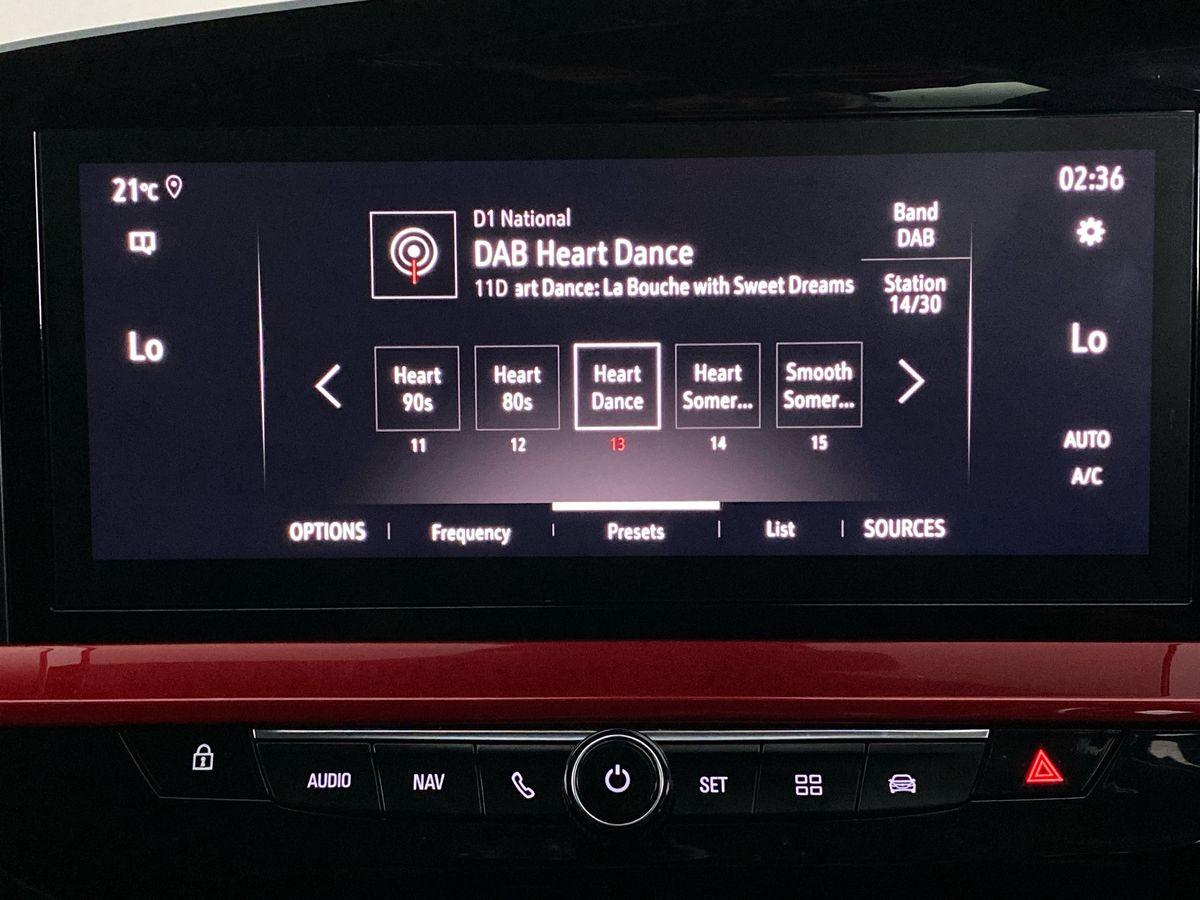 21°C
02:36
D1 National
DAB Heart Dance
11D art Dance: La Bouche with Sweet Dreams
Band
DAB
Station
14/30
Lo
Lo
Heart
90s
11
Heart
80s
12
Heart
Dance
13
Heart
Somer...
14
Smooth
Somer...
15
AUTO
A/C
OPTIONS
Frequency
Presets
List
SOURCES
AUDIO
NAV
SET